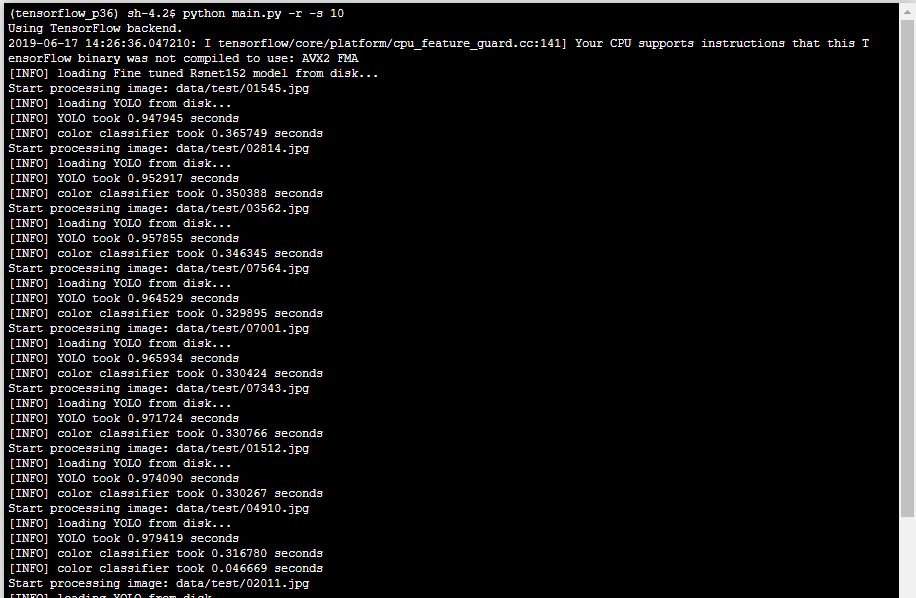 (tensorflow_p36) sh-4.2$ python main.py -r -s 10
Using TensorFlow backend.
2019-06-17 14:26:36.047210: I tensorflow/core/platform/cpu_feature_guard.cc:141] Your CPU supports instructions that this T
ensorFlow binary was not compiled to use: AVX2 FMA
[INFO] loading Fine tuned Rsnet152 model from disk...
Start processing image: data/test/01545.jpg
[INFO] loading YOLO from disk...
[INFO] YOLO took 0.947945 seconds
[INFO] color classifier took 0.365749 seconds
Start processing image: data/test/02814.jpg
[INFO] loading YOLO from disk...
[INFO] YOLO took 0.952917 seconds
[INFO] color classifier took 0.350388 seconds
Start processing image: data/test/03562.jpg
[INFO] loading YOLO from disk...
[INFO] YOLO took 0.957855 seconds
[INFO] color classifier took 0.346345 seconds
Start processing image: data/test/07564.jpg
[INFO] loading YOLO from disk...
[INFO] YOLO took 0.964529 seconds
[INFO] color classifier took 0.329895 seconds
Start processing image: data/test/07001.jpg
[INFO] loading YOLO from disk...
[INFO] YOLO took 0.965934 seconds
[INFO] color classifier took 0.330424 seconds
Start processing image: data/test/07343.jpg
[INFO] loading YOLO from disk...
[INFO] YOLO took 0.971724 seconds
[INFO] color classifier took 0.330766 seconds
Start processing image: data/test/01512.jpg
[INFO] loading YOLO from disk...
[INFO] YOLO took 0.974090 seconds
[INFO] color classifier took 0.330267 seconds
Start processing image: data/test/04910.jpg
[INFO] loading YOLO from disk...
[INFO] YOLO took 0.979419 seconds
[INFO] color classifier took 0.316780 seconds
[INFO] color classifier took 0.046669 seconds
Start processing image: data/test/02011.jpg
[INFO] loading YOLO from disk